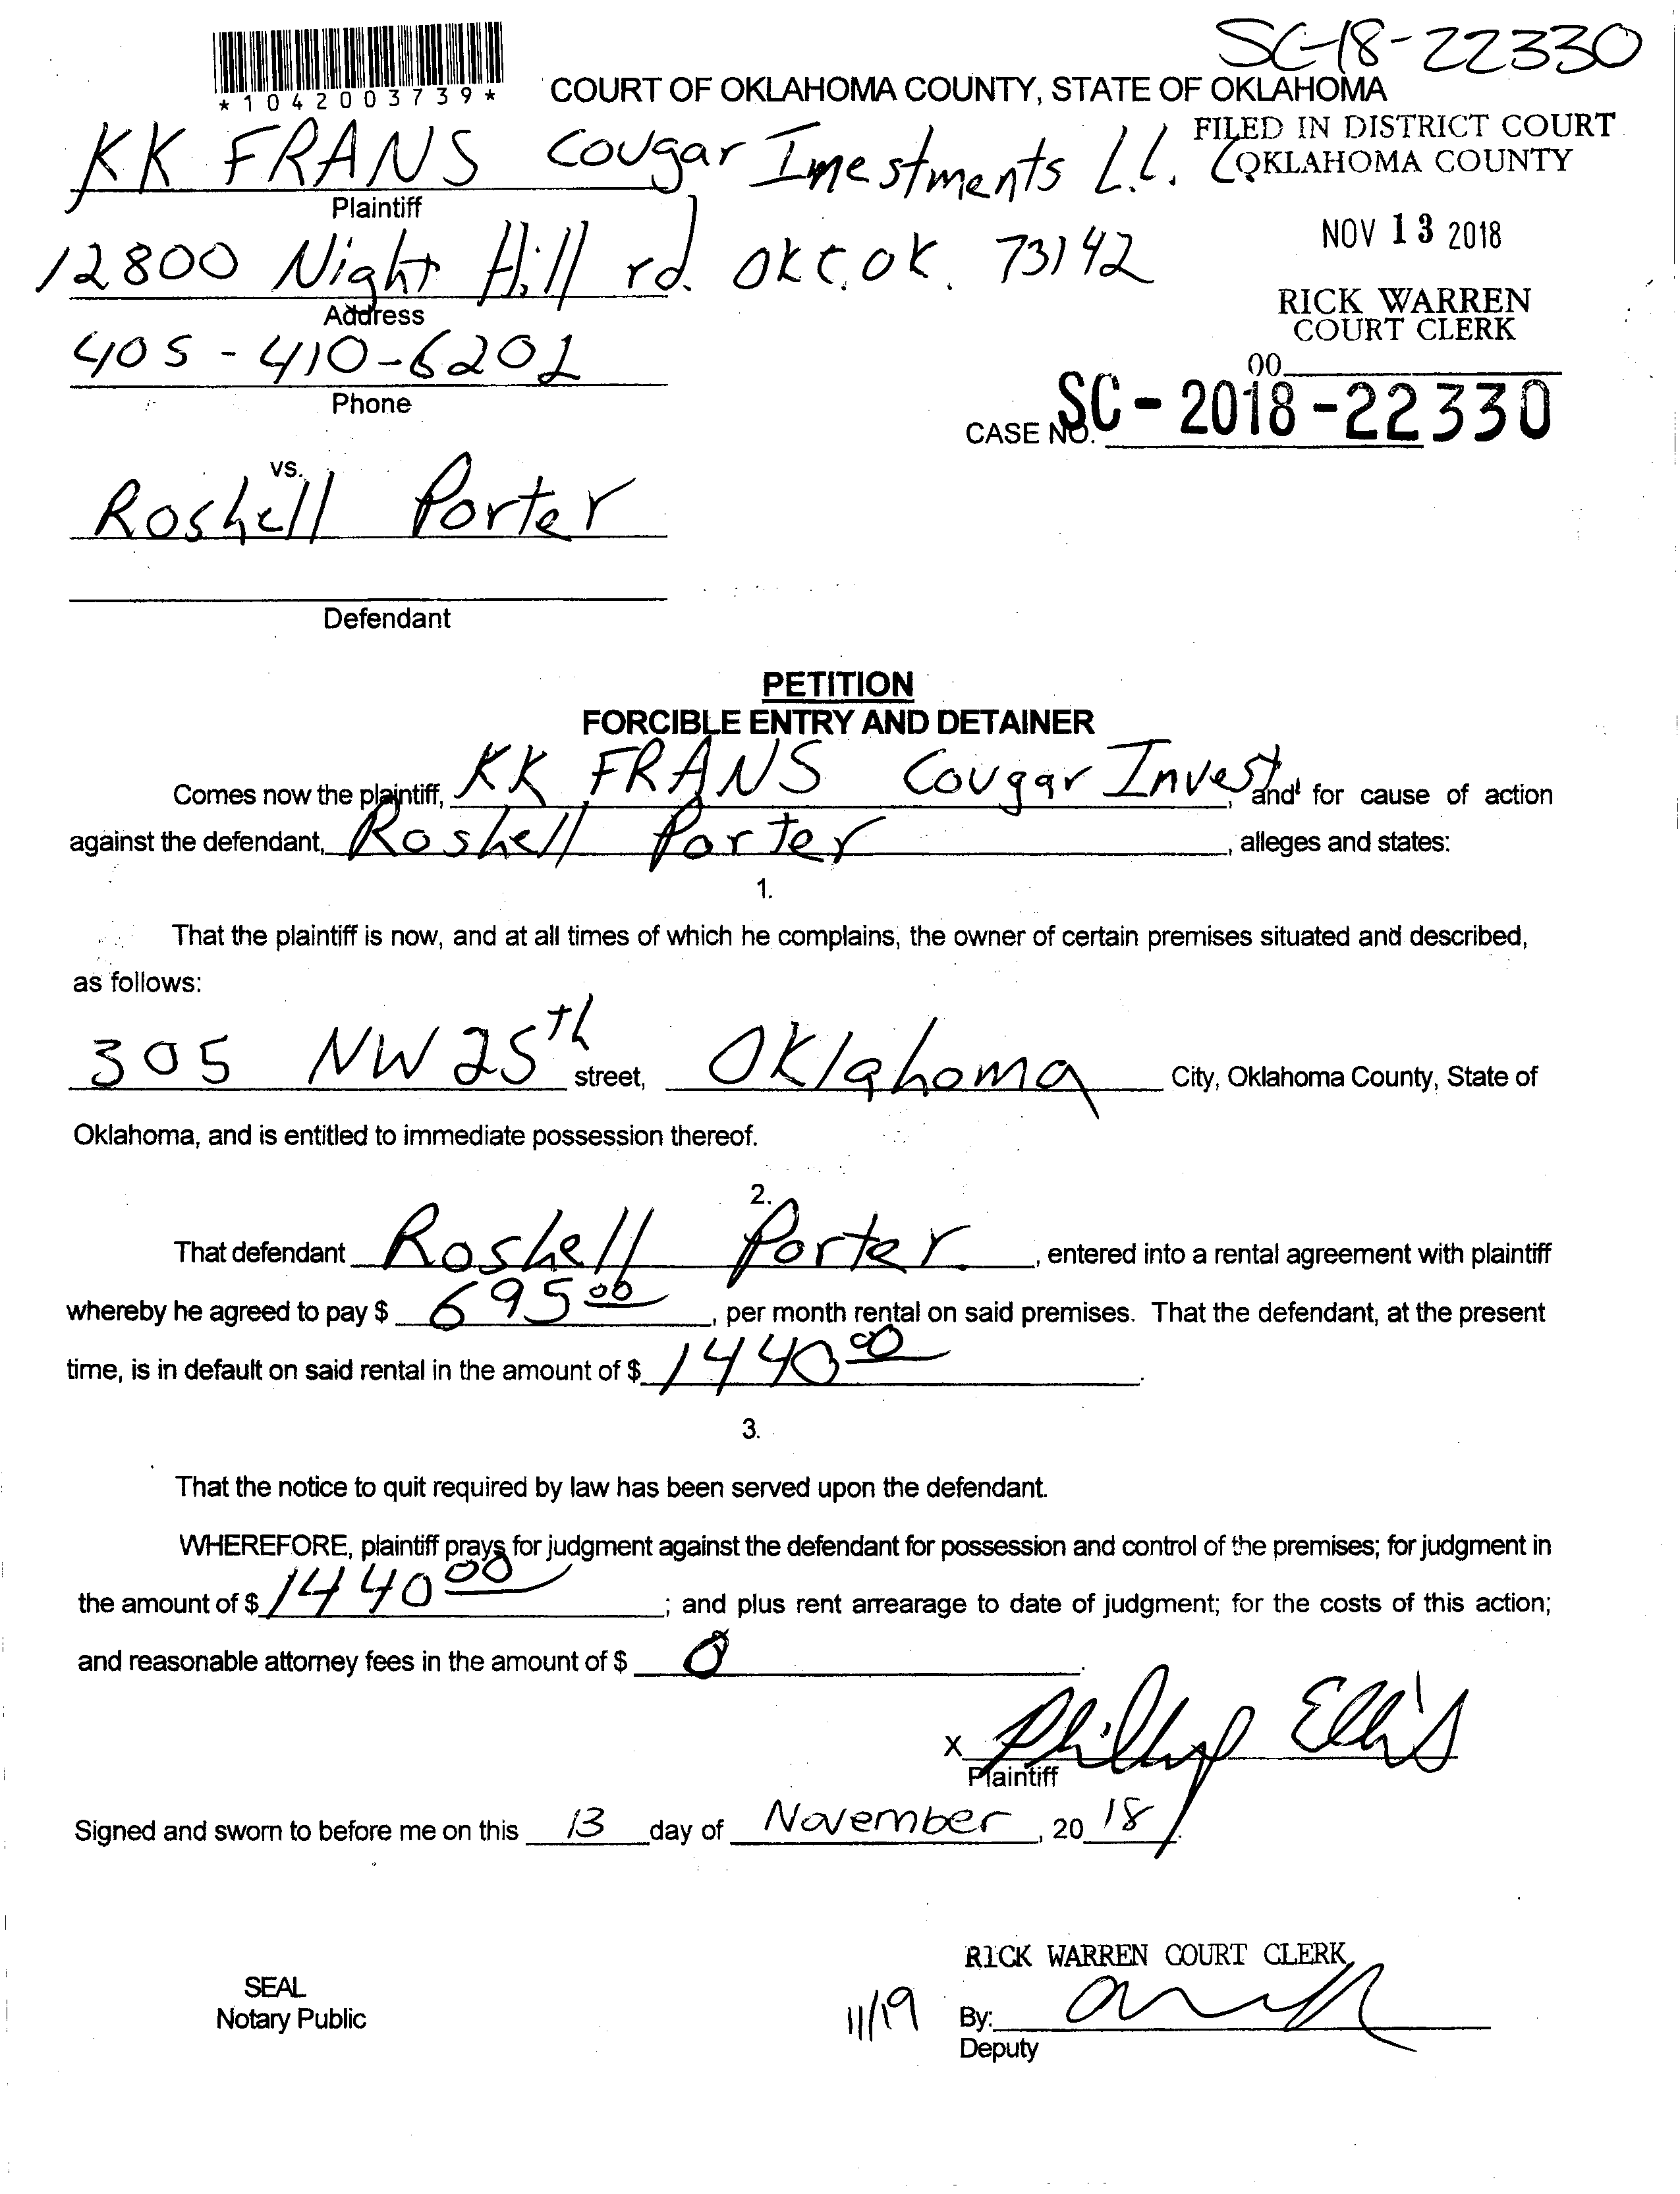 SC-18-22330
*1042003739*
COURT OF OKLAHOMA COUNTY, STATE OF OKLAHOMA
FILED IN DISTRICT COURT
OKLAHOMA COUNTY
KK FRANS Cougar Imestments L.L.C
Plaintiff
NOV 13 2018
12800 Night Hill rd. OKC. OK. 73142
Address
RICK WARREN
COURT CLERK
405-410-6201
Phone
00
CASE NO. SC-2018-22330
vs.
Roshell Porter
Defendant
PETITION
FORCIBLE ENTRY AND DETAINER
Comes now the plaintiff, KK FRANS Cougar Invest, and for cause of action
against the defendant, Roshell Porter, alleges and states:
1.
That the plaintiff is now, and at all times of which he complains, the owner of certain premises situated and described,
as follows:
305 NW 25th street, Oklahoma City, Oklahoma County, State of
Oklahoma, and is entitled to immediate possession thereof.
2.
That defendant Roshell Porter, entered into a rental agreement with plaintiff
whereby he agreed to pay $ 695 00, per month rental on said premises. That the defendant, at the present
time, is in default on said rental in the amount of $ 1440 00.
3.
That the notice to quit required by law has been served upon the defendant.
WHEREFORE, plaintiff prays for judgment against the defendant for possession and control of the premises; for judgment in
the amount of $ 1440 00; and plus rent arrearage to date of judgment; for the costs of this action;
and reasonable attorney fees in the amount of $ 0.
X Phillip Ellis
Plaintiff
Signed and sworn to before me on this 13 day of November, 2018.
RICK WARREN COURT CLERK
SEAL
Notary Public
11/19 By:
Deputy